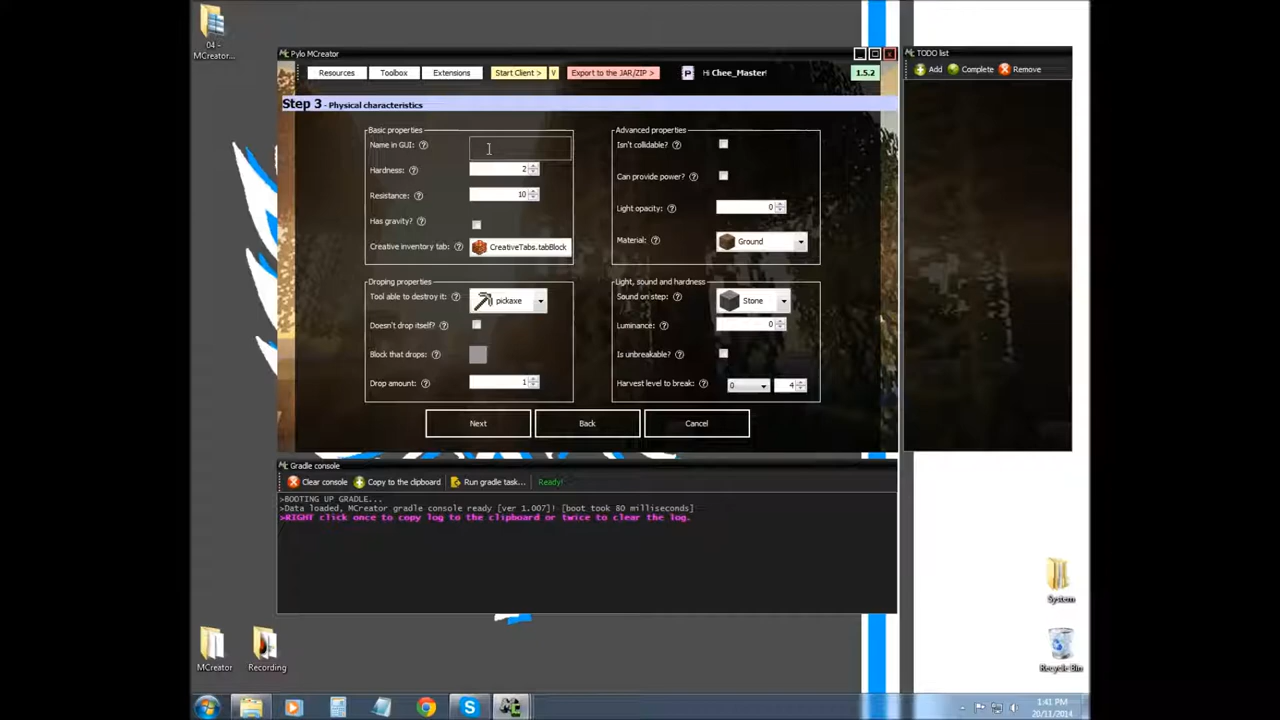 04 -
MCreator...
Pylo MCreator
Resources
Toolbox
Extensions
Start Client >
V
Export to the JAR/ZIP >
P
Hi Chee_Master!
1.5.2
Step 3 - Physical characteristics
Basic properties
Name in GUI: ?
Hardness: ?
2
Resistance: ?
10
Has gravity? ?
Creative inventory tab: ?
CreativeTabs.tabBlock
Advanced properties
Isn't collidable? ?
Can provide power? ?
Light opacity: ?
0
Material: ?
Ground
Droping properties
Tool able to destroy it: ?
pickaxe
Doesn't drop itself? ?
Block that drops: ?
Drop amount: ?
1
Light, sound and hardness
Sound on step: ?
Stone
Luminance: ?
0
Is unbreakable? ?
Harvest level to break: ?
0
4
Next
Back
Cancel
TODO list
Add
Complete
Remove
Gradle console
Clear console
Copy to the clipboard
Run gradle task...
Ready!
>BOOTING UP GRADLE...
>Data loaded, MCreator gradle console ready [ver 1.007]! [boot took 80 milliseconds]
>RIGHT click once to copy log to the clipboard or twice to clear the log.
System
MCreator
Recording
Recycle Bin
1:41 PM
20/11/2014